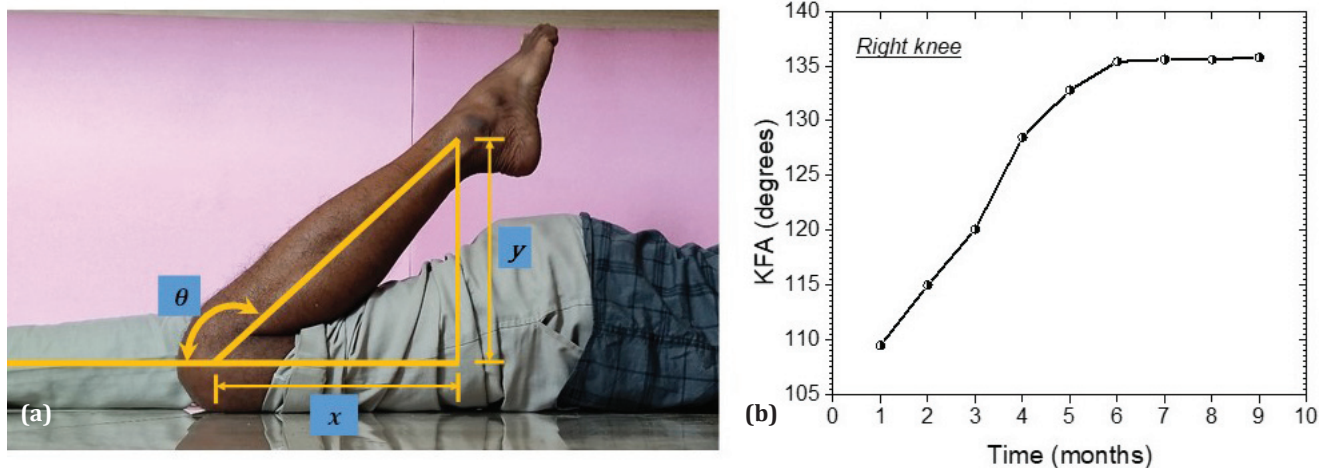 θ
y
x
(a)
Right knee
KFA (degrees)
140
135
130
125
120
115
110
105
0 1 2 3 4 5 6 7 8 9 10
Time (months)
(b)